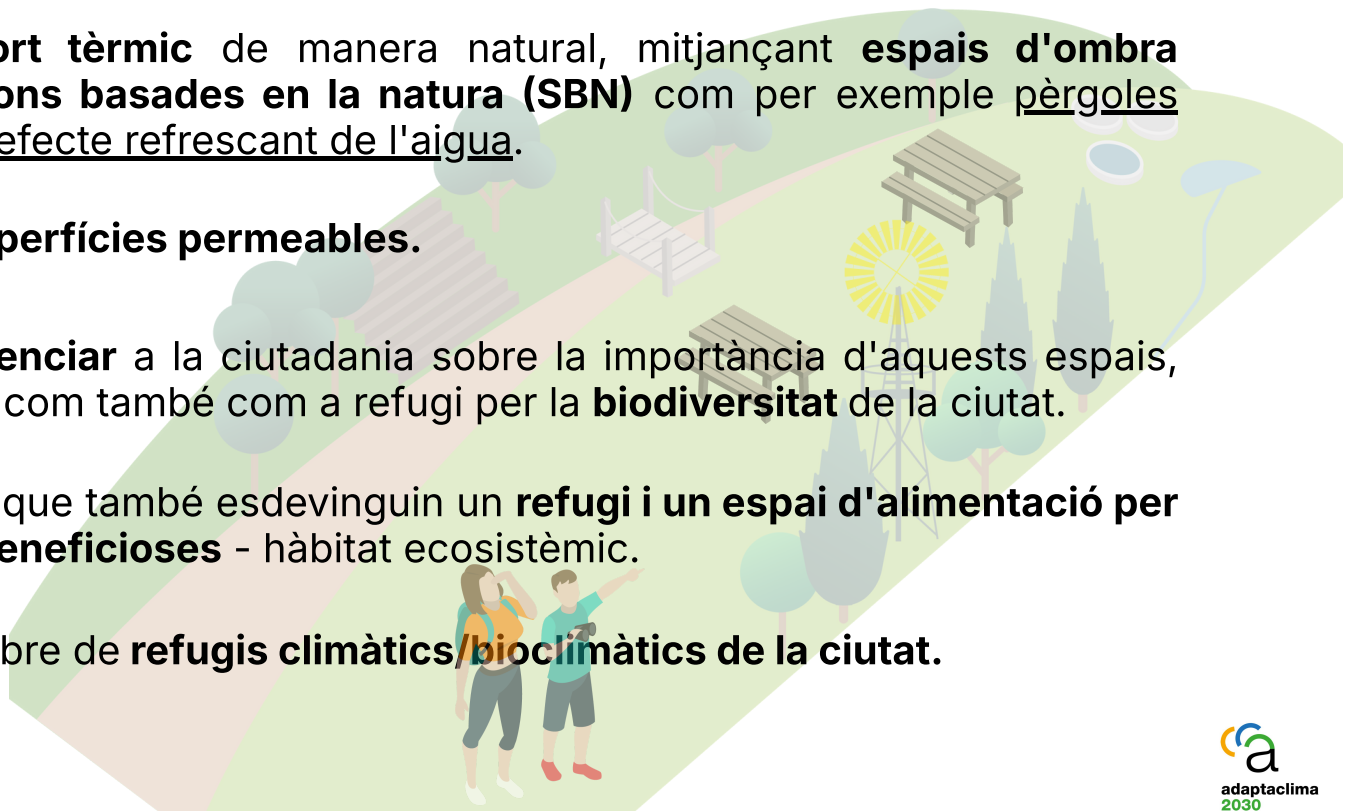 ort tèrmic de manera natural, mitjançant espais d'ombra
ons basades en la natura (SBN) com per exemple pèrgoles
efecte refrescant de l'aigua.
perfícies permeables.
enciar a la ciutadania sobre la importància d'aquests espais,
com també com a refugi per la biodiversitat de la ciutat.
que també esdevinguin un refugi i un espai d'alimentació per
eneficioses - hàbitat ecosistèmic.
bre de refugis climàtics/bioclimàtics de la ciutat.
a
adaptaclima
2030